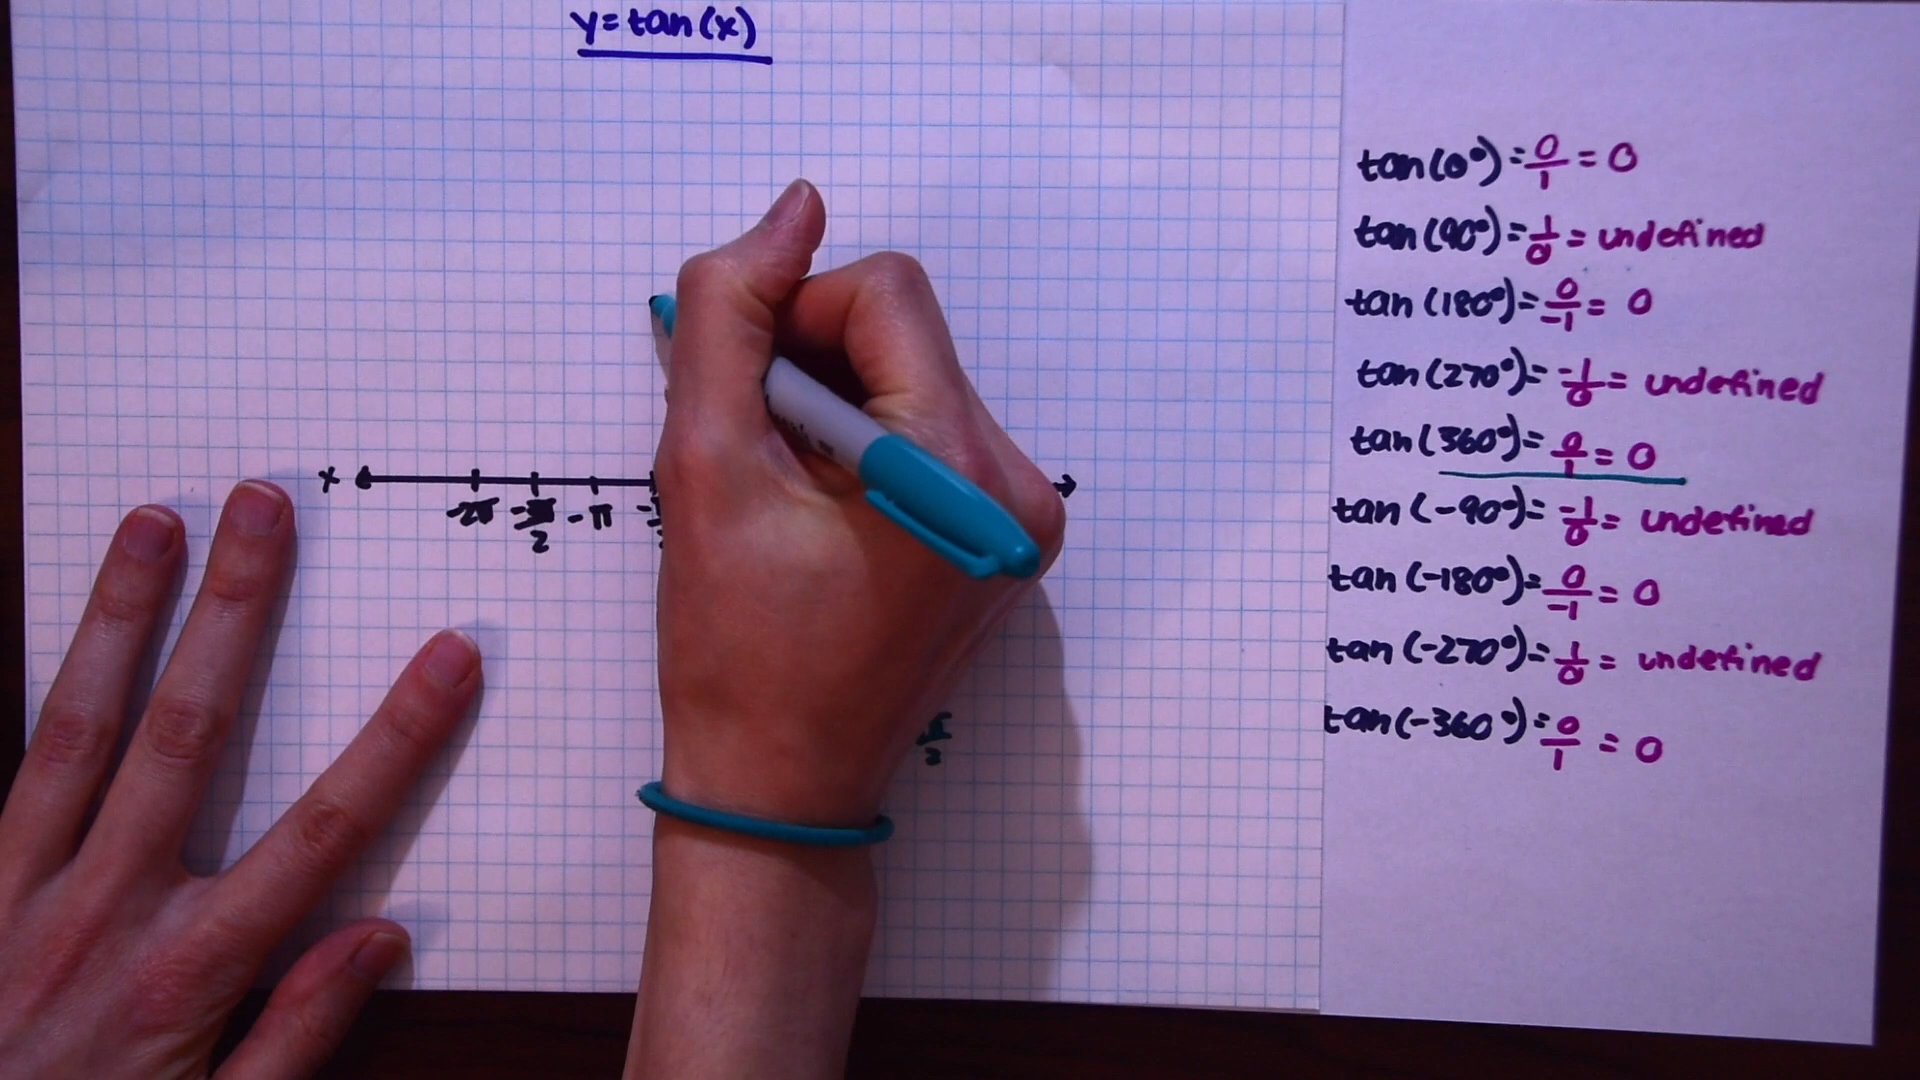 y=tan(x)
tan(0°)=0/1=0
tan(90°)=1/0=undefined
tan(180°)=0/-1=0
tan(270°)=-1/0=undefined
tan(360°)=0/1=0
x
-2π -3π/2 -π
tan(-90°)=-1/0=undefined
tan(-180°)=0/-1=0
tan(-270°)=1/0=undefined
tan(-360°)=0/1=0